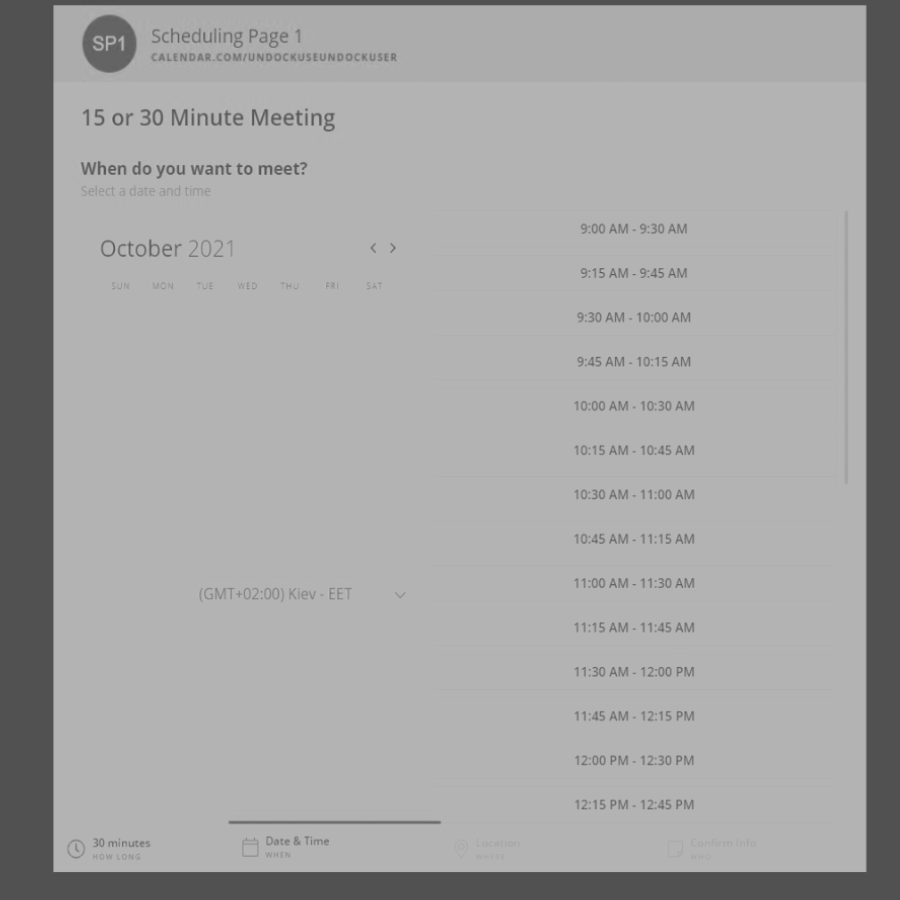 SP1
Scheduling Page 1
CALENDAR.COM/UNDOCKUSEUNDOCKUSER
15 or 30 Minute Meeting
When do you want to meet?
Select a date and time
October 2021
SUN MON TUE WED THU FRI SAT
(GMT+02:00) Kiev - EET
9:00 AM - 9:30 AM
9:15 AM - 9:45 AM
9:30 AM - 10:00 AM
9:45 AM - 10:15 AM
10:00 AM - 10:30 AM
10:15 AM - 10:45 AM
10:30 AM - 11:00 AM
10:45 AM - 11:15 AM
11:00 AM - 11:30 AM
11:15 AM - 11:45 AM
11:30 AM - 12:00 PM
11:45 AM - 12:15 PM
12:00 PM - 12:30 PM
12:15 PM - 12:45 PM
30 minutes
HOW LONG
Date & Time
WHEN
Location
WHERE
Confirm Info
WHO